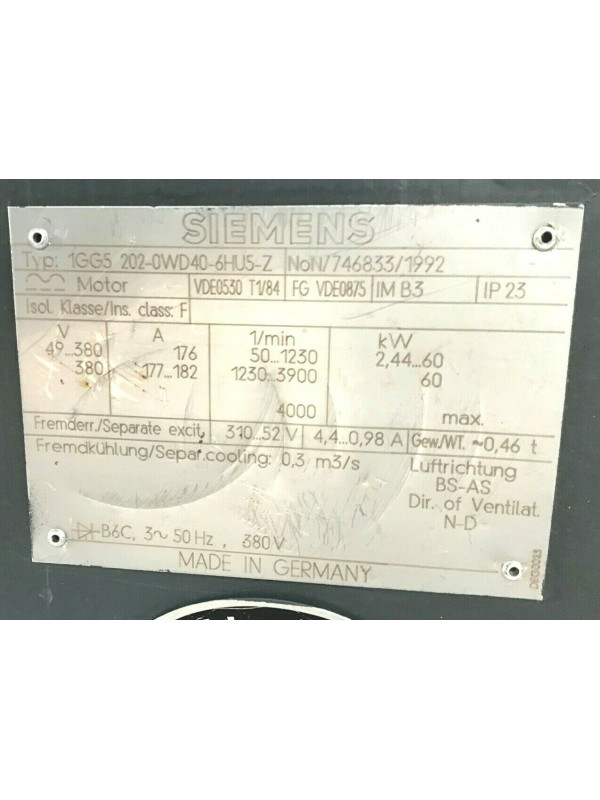 SIEMENS
Typ: 1GG5 202-0WD40-6HU5-Z NoN/746833/1992
Motor VDE0530 T1/84 FG VDE0875 IM B3 IP 23
Isol. Klasse/Ins. class: F
V A 1/min kW
49...380 176 50...1230 2,44...60
380 177...182 1230...3900 60
4000 max.
Fremderr./Separate excit. 310...52 V 4,4...0,98 A Gew./WT. ~0,46 t
Fremdkühlung/Separ.cooling: 0,3 m3/s Luftrichtung
BS-AS
Dir. of Ventilat.
N-D
B6C, 3~ 50 Hz , 380V
MADE IN GERMANY